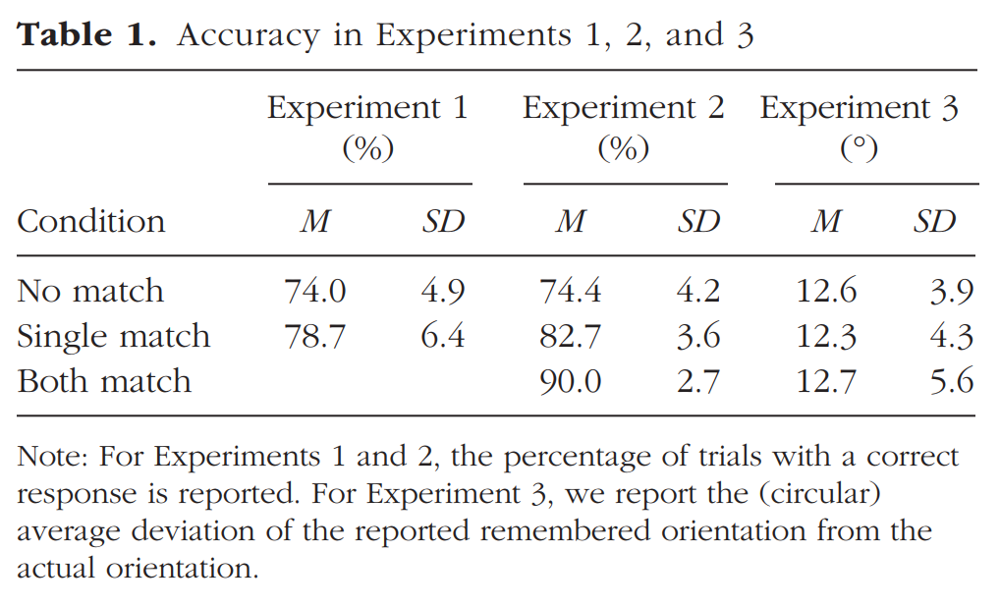 Table 1. Accuracy in Experiments 1, 2, and 3
Experiment 1 Experiment 2 Experiment 3
(%) (%) (°)
Condition M SD M SD M SD
No match 74.0 4.9 74.4 4.2 12.6 3.9
Single match 78.7 6.4 82.7 3.6 12.3 4.3
Both match 90.0 2.7 12.7 5.6
Note: For Experiments 1 and 2, the percentage of trials with a correct
response is reported. For Experiment 3, we report the (circular)
average deviation of the reported remembered orientation from the
actual orientation.